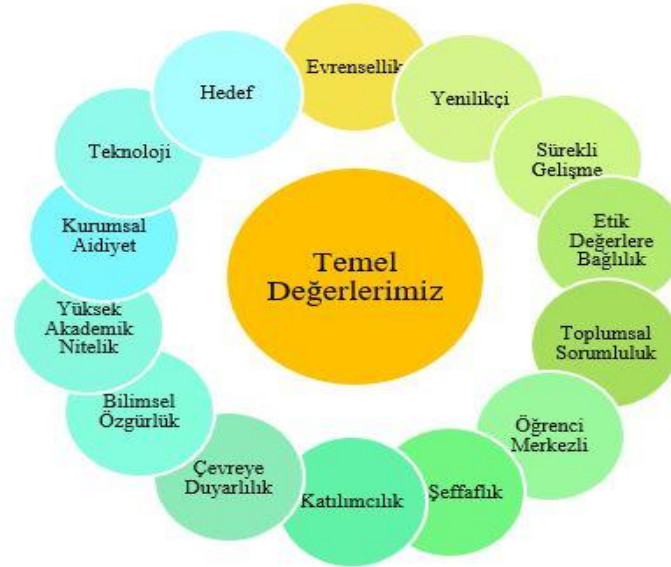 Temel
Değerlerimiz
Evrensellik
Yenilikçi
Sürekli
Gelişme
Etik
Değerlere
Bağlılık
Toplumsal
Sorumluluk
Öğrenci
Merkezli
Şeffaflık
Katılımcılık
Çevreye
Duyarlılık
Bilimsel
Özgürlük
Yüksek
Akademik
Nitelik
Kurumsal
Aidiyet
Teknoloji
Hedef